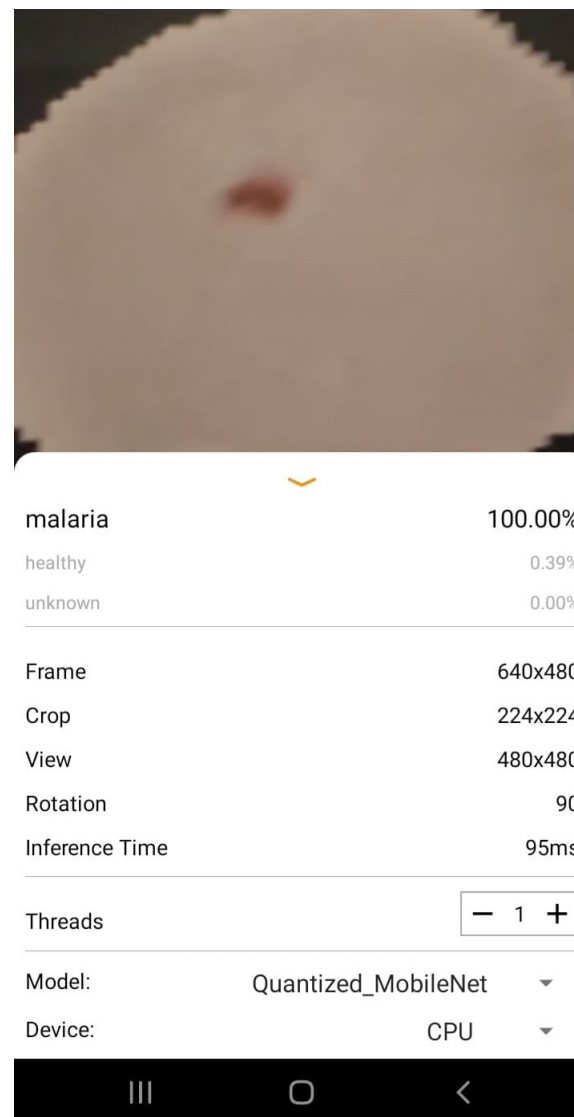 malaria 100.00%
healthy 0.39%
unknown 0.00%
Frame 640x480
Crop 224x224
View 480x480
Rotation 90
Inference Time 95ms
Threads 1
Model: Quantized_MobileNet
Device: CPU